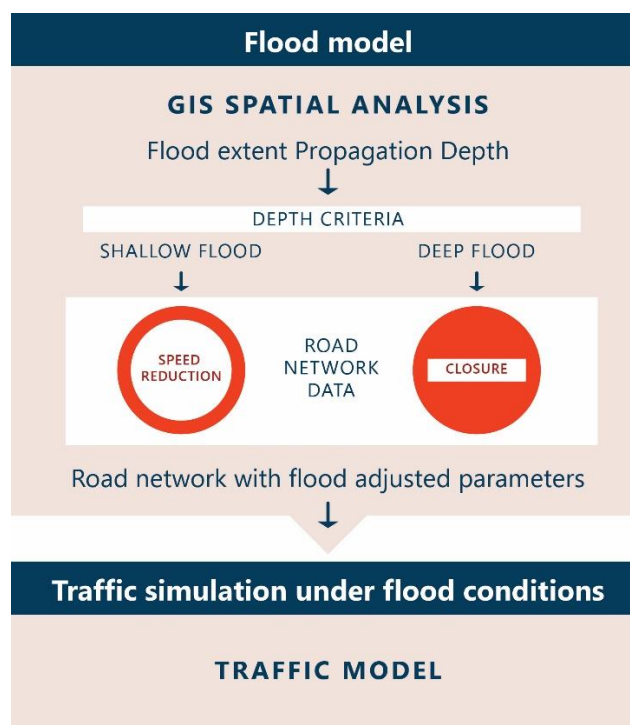 Flood model
GIS SPATIAL ANALYSIS
Flood extent Propagation Depth
DEPTH CRITERIA
SHALLOW FLOOD
DEEP FLOOD
SPEED
REDUCTION
ROAD
NETWORK
DATA
CLOSURE
Road network with flood adjusted parameters
Traffic simulation under flood conditions
TRAFFIC MODEL